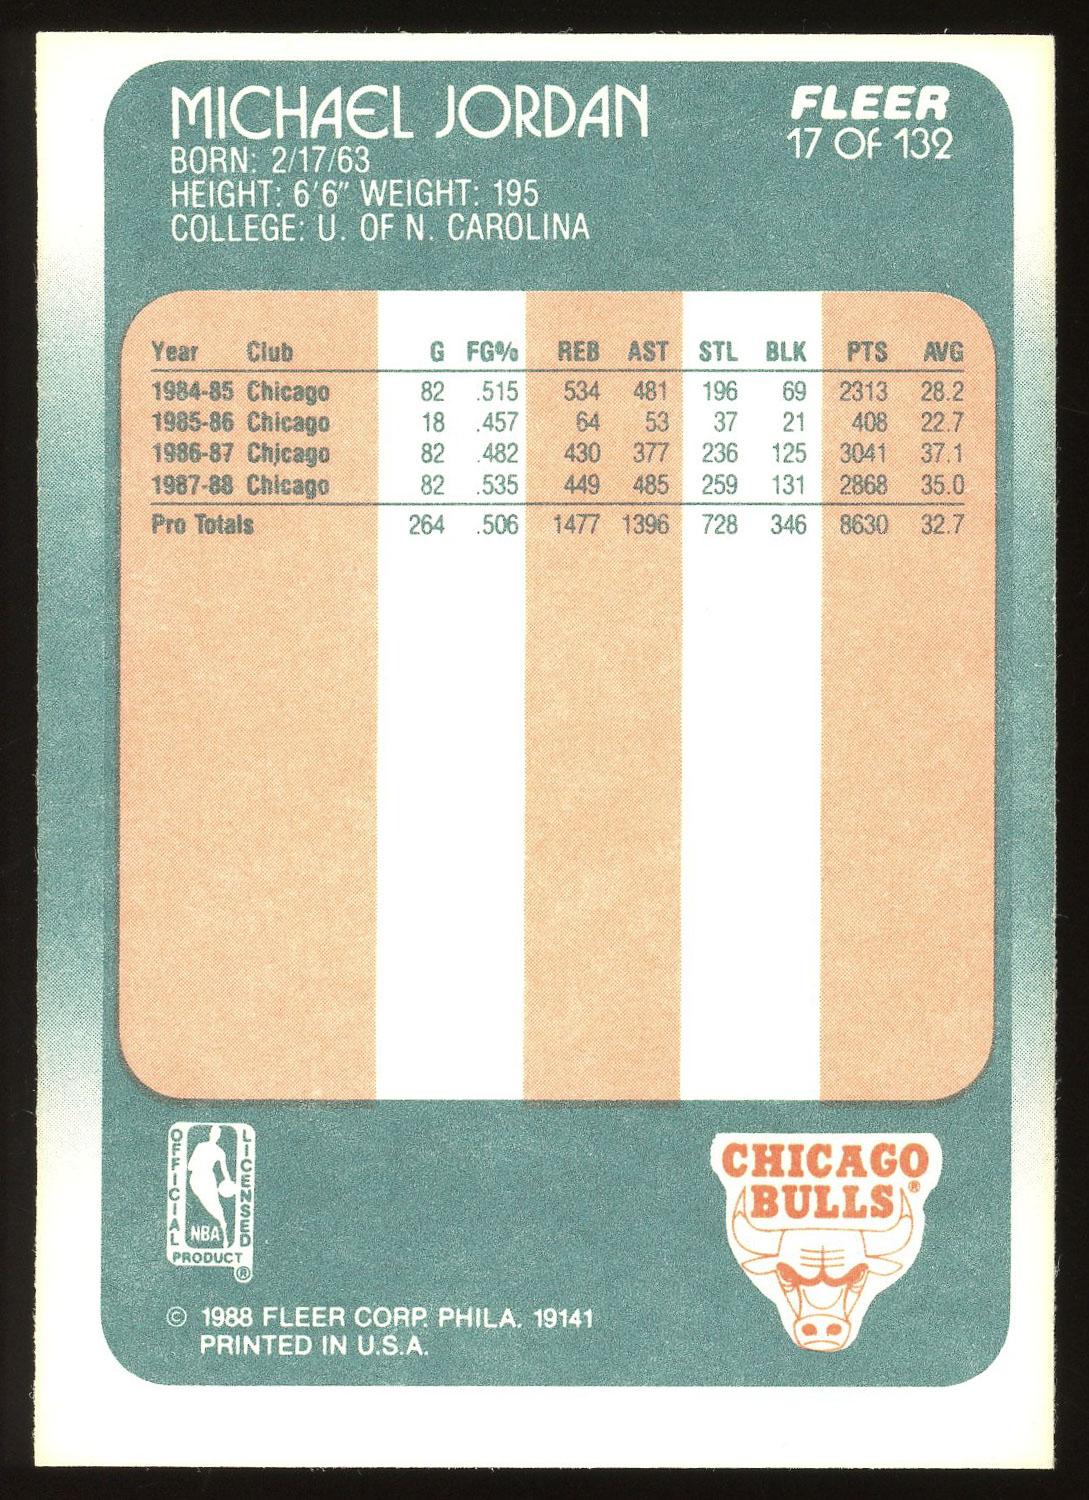 MICHAEL JORDAN
FLEER
17 OF 132
BORN: 2/17/63
HEIGHT: 6'6" WEIGHT: 195
COLLEGE: U. OF N. CAROLINA
Year Club G FG% REB AST STL BLK PTS AVG
1984-85 Chicago 82 .515 534 481 196 69 2313 28.2
1985-86 Chicago 18 .457 64 53 37 21 408 22.7
1986-87 Chicago 82 .482 430 377 236 125 3041 37.1
1987-88 Chicago 82 .535 449 485 259 131 2868 35.0
Pro Totals 264 .506 1477 1396 728 346 8630 32.7
OFFICIAL
LICENSED
NBA
PRODUCT
®
CHICAGO
BULLS ®
© 1988 FLEER CORP. PHILA. 19141
PRINTED IN U.S.A.